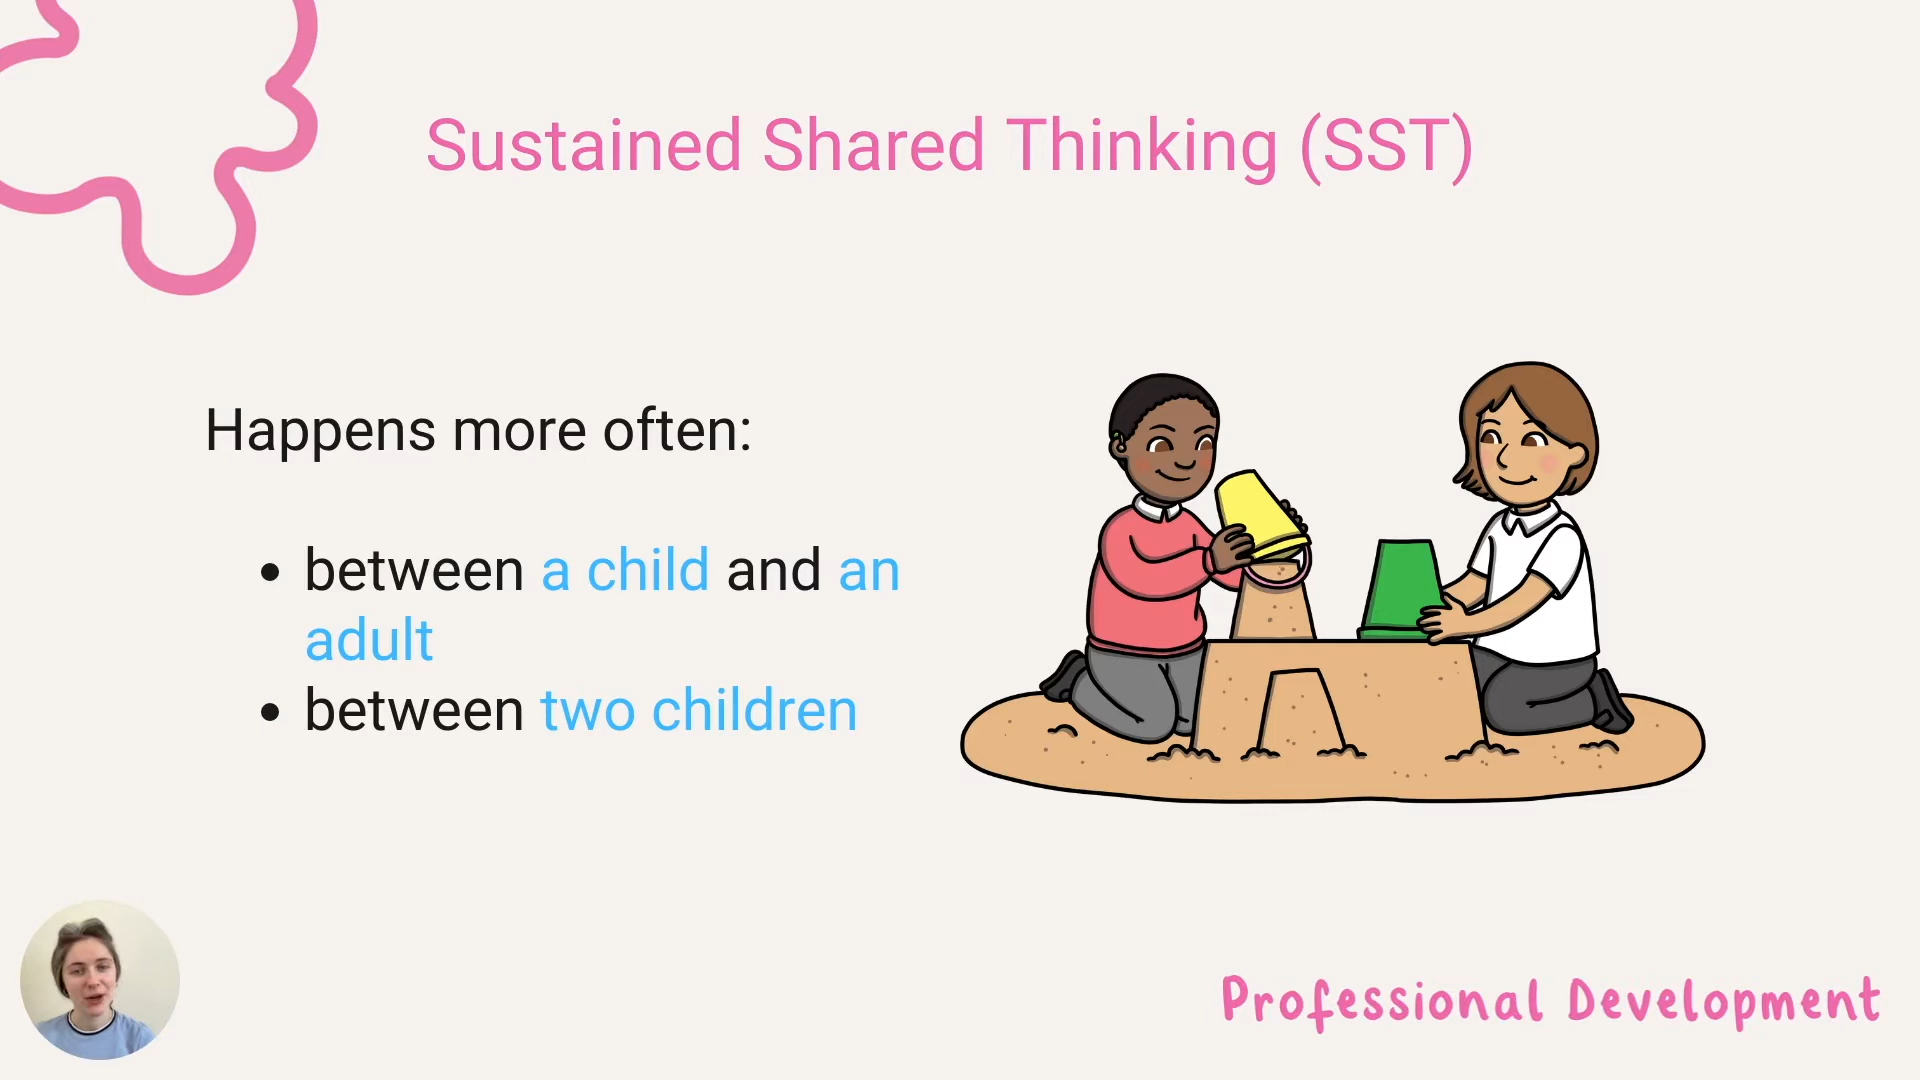 Sustained Shared Thinking (SST)
Happens more often:
• between a child and an
adult
• between two children
Professional Development